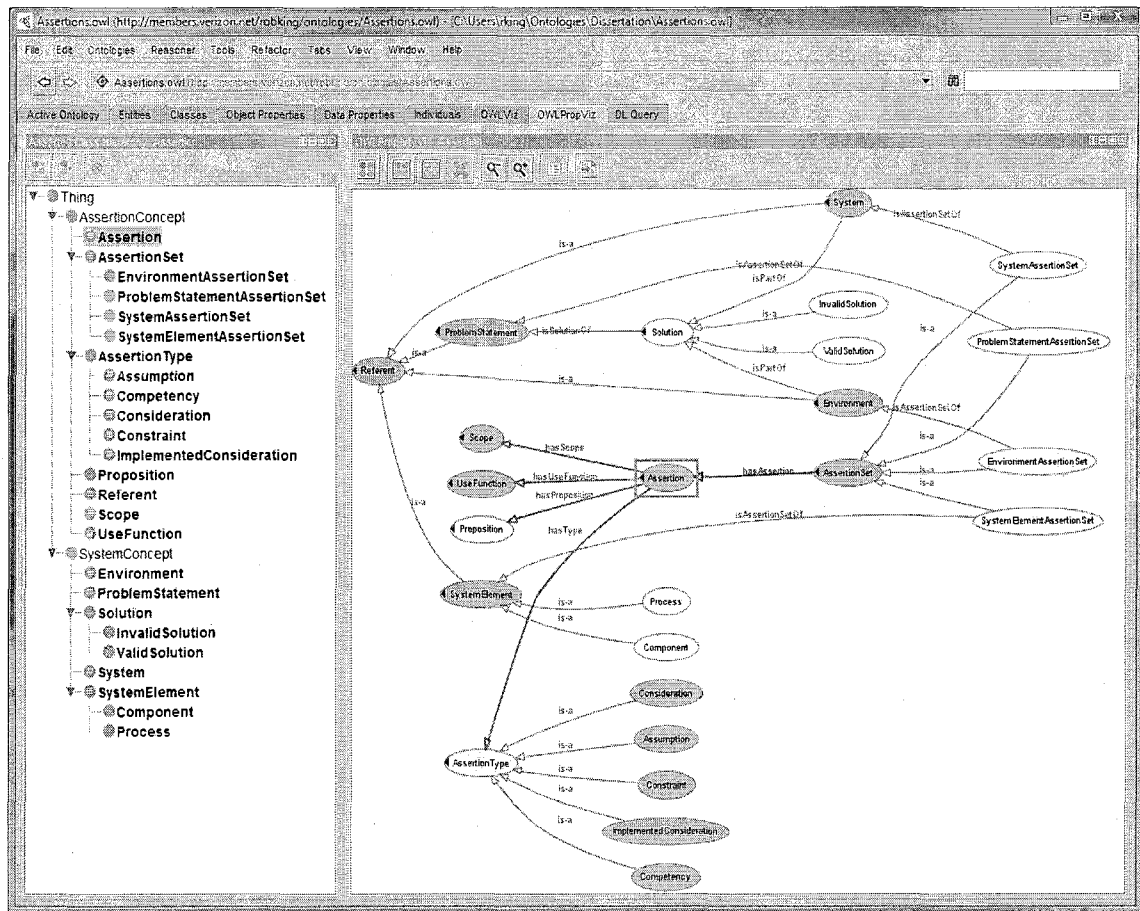 Assertions.owl (http://members.verizon.net/robking/ontologies/Assertions.owl) - [C:\Users\rking\Ontologies\Dissertation\Assertions.owl]
File Edit Ontologies Reasoner Tools Refactor Tabs View Window Help
Assertions.owl
Active Ontology Entities Classes Object Properties Data Properties Individuals OWLViz OWLPropViz DL Query
Thing
AssertionConcept
Assertion
AssertionSet
EnvironmentAssertionSet
ProblemStatementAssertionSet
SystemAssertionSet
SystemElementAssertionSet
AssertionType
Assumption
Competency
Consideration
Constraint
ImplementedConsideration
Proposition
Referent
Scope
UseFunction
SystemConcept
Environment
ProblemStatement
Solution
InvalidSolution
ValidSolution
System
SystemElement
Component
Process
System
isAssertionSetOf
is-a
SystemAssertionSet
isAssertionSetOf
isPartOf
InvalidSolution
is-a
is-a
ProblemStatement
isSolutionOf
Solution
ProblemStatementAssertionSet
is-a
is-a
ValidSolution
isPartOf
Referent
is-a
Environment
isAssertionSetOf
Scope
hasScope
is-a
EnvironmentAssertionSet
UseFunction
hasUseFunction
Assertion
hasAssertion
AssertionSet
is-a
is-a
hasProposition
is-a
Proposition
hasType
isAssertionSetOf
SystemElementAssertionSet
SystemElement
is-a
Process
is-a
Component
Consideration
is-a
Assumption
is-a
AssertionType
is-a
Constraint
is-a
is-a
ImplementedConsideration
Competency